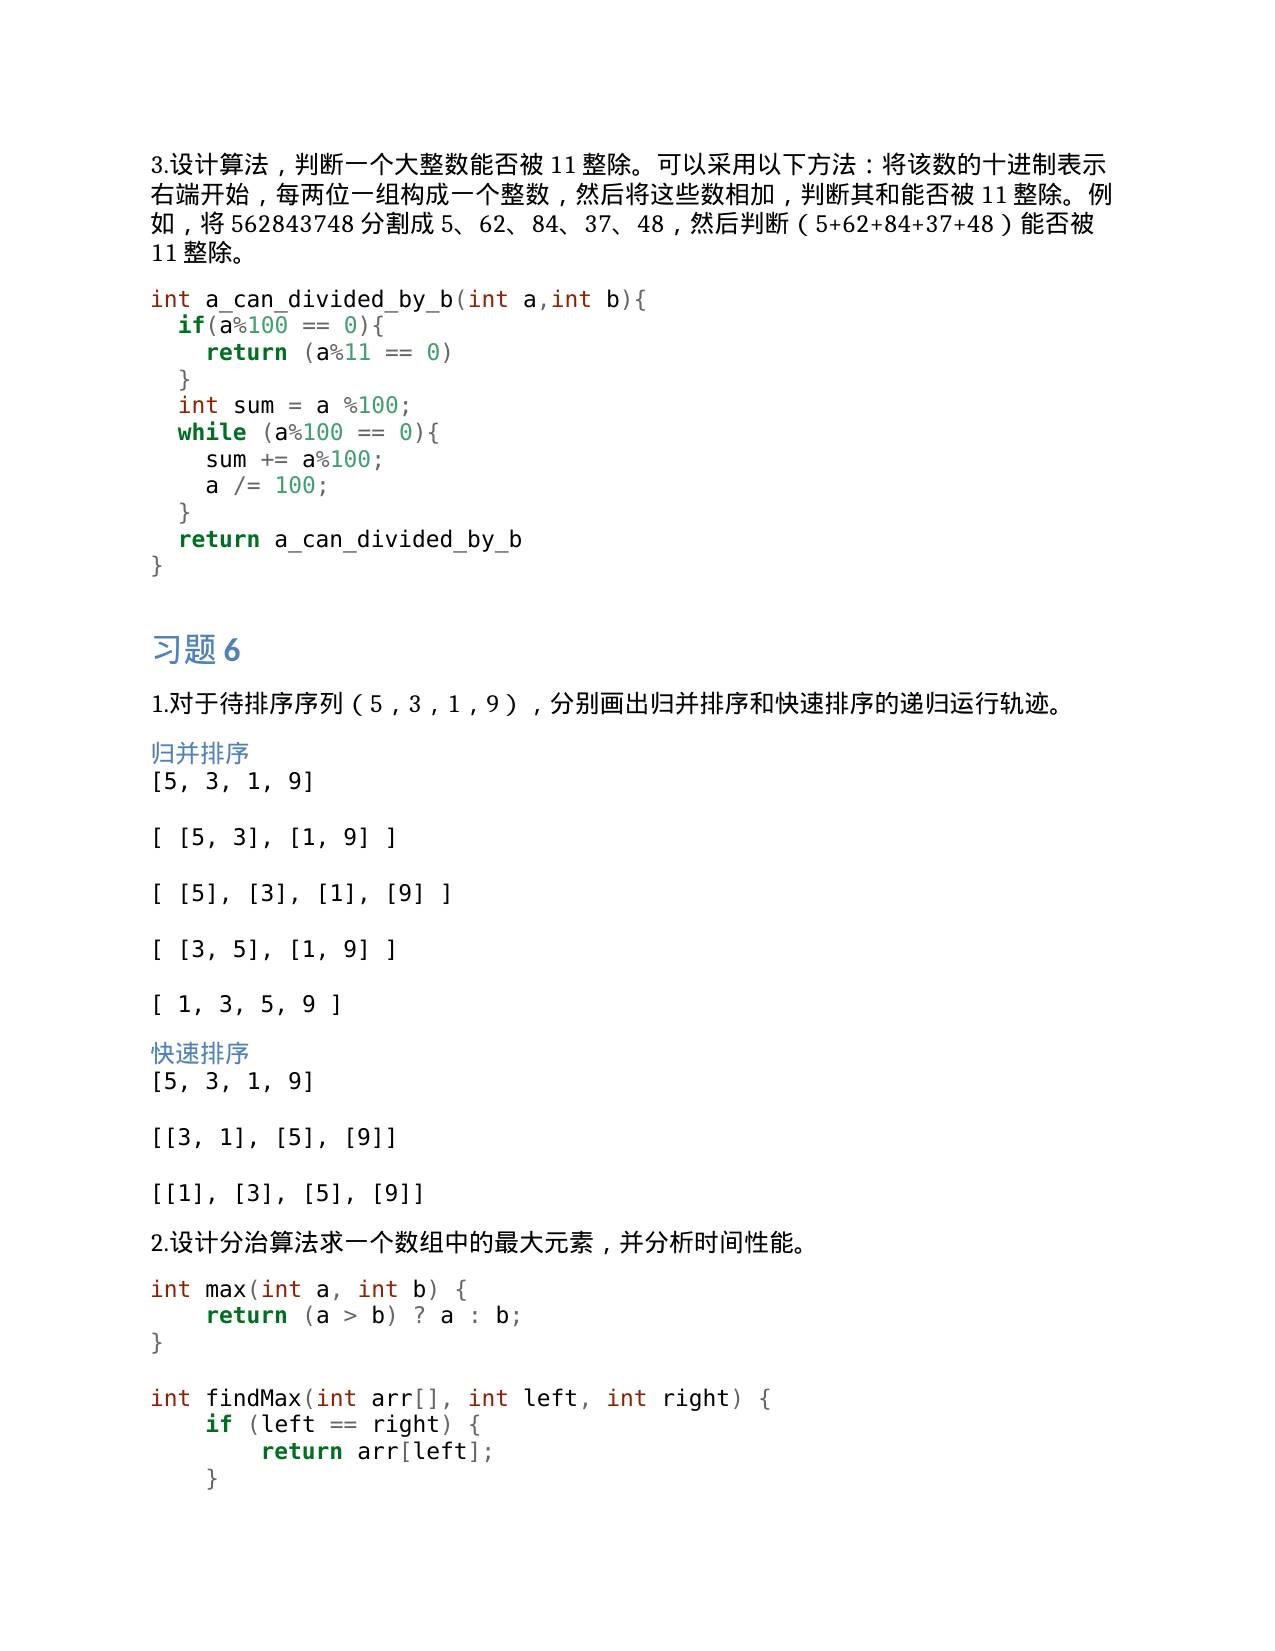 3.设计算法，判断一个大整数能否被 11 整除。可以采用以下方法：将该数的十进制表示
右端开始，每两位一组构成一个整数，然后将这些数相加，判断其和能否被 11 整除。例
如，将 562843748 分割成 5、62、84、37、48，然后判断（5+62+84+37+48）能否被
11 整除。
int a_can_divided_by_b(int a,int b){
  if(a%100 == 0){
    return (a%11 == 0)
  }
  int sum = a %100;
  while (a%100 == 0){
    sum += a%100;
    a /= 100;
  }
  return a_can_divided_by_b
}
习题 6
1.对于待排序序列（5，3，1，9），分别画出归并排序和快速排序的递归运行轨迹。
归并排序
[5, 3, 1, 9]
[ [5, 3], [1, 9] ]
[ [5], [3], [1], [9] ]
[ [3, 5], [1, 9] ]
[ 1, 3, 5, 9 ]
快速排序
[5, 3, 1, 9]
[[3, 1], [5], [9]]
[[1], [3], [5], [9]]
2.设计分治算法求一个数组中的最大元素，并分析时间性能。
int max(int a, int b) {
    return (a > b) ? a : b;
}
int findMax(int arr[], int left, int right) {
    if (left == right) {
        return arr[left];
    }